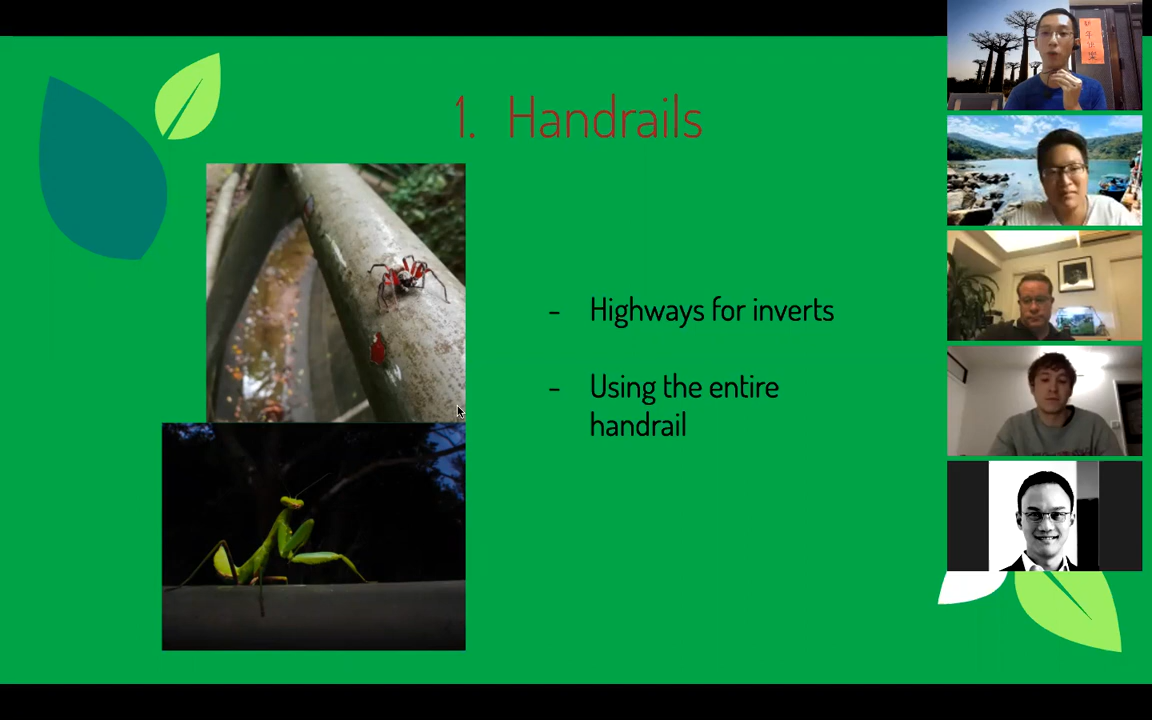 1. Handrails
- Highways for inverts
- Using the entire
handrail